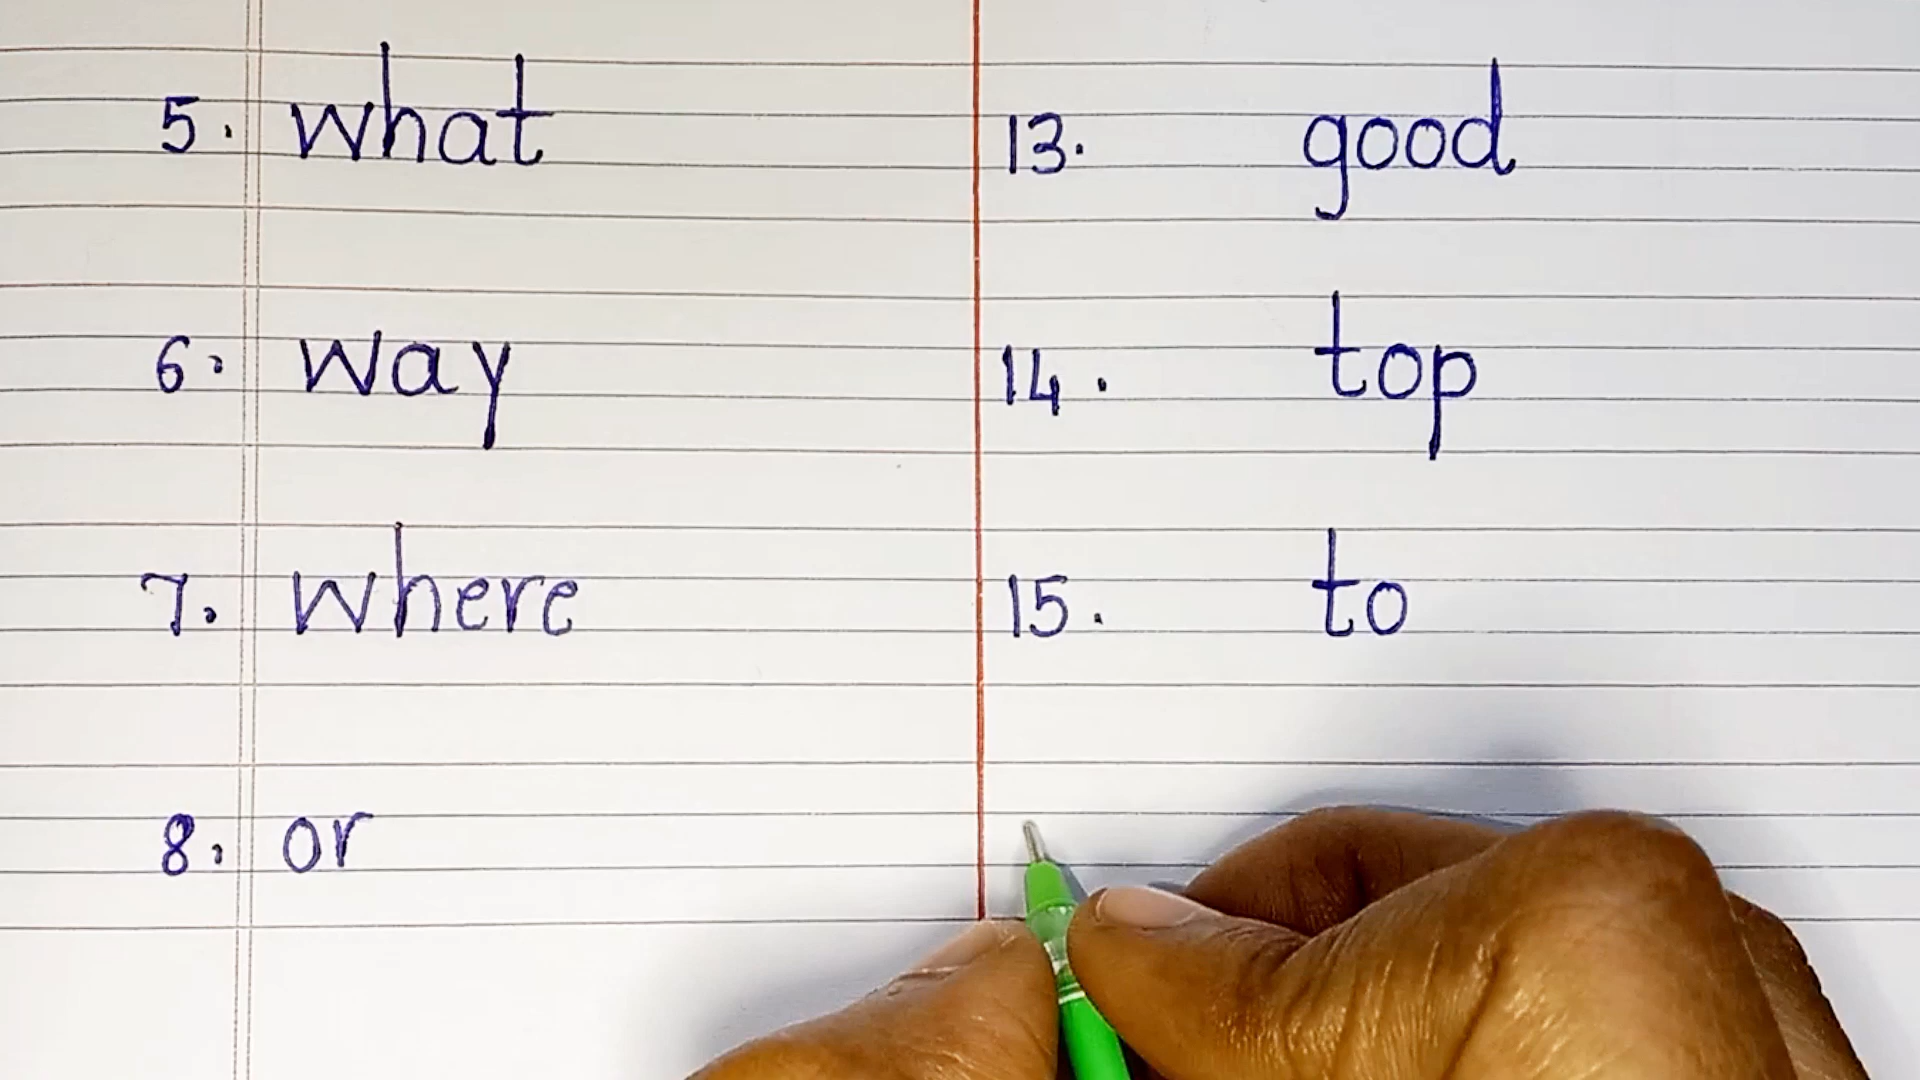 5. what
6. way
7. where
8. or
13. good
14. top
15. to